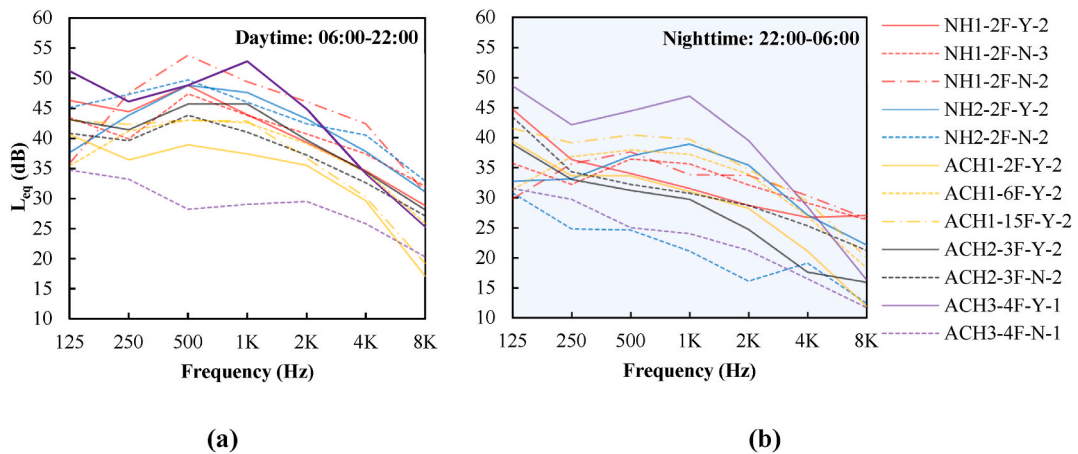 60
55
50
45
40
35
30
25
20
15
10
Leq (dB)
Daytime: 06:00-22:00
125 250 500 1K 2K 4K 8K
Frequency (Hz)
(a)
60
55
50
45
40
35
30
25
20
15
10
Nighttime: 22:00-06:00
125 250 500 1K 2K 4K 8K
Frequency (Hz)
(b)
NH1-2F-Y-2
NH1-2F-N-3
NH1-2F-N-2
NH2-2F-Y-2
NH2-2F-N-2
ACH1-2F-Y-2
ACH1-6F-Y-2
ACH1-15F-Y-2
ACH2-3F-Y-2
ACH2-3F-N-2
ACH3-4F-Y-1
ACH3-4F-N-1